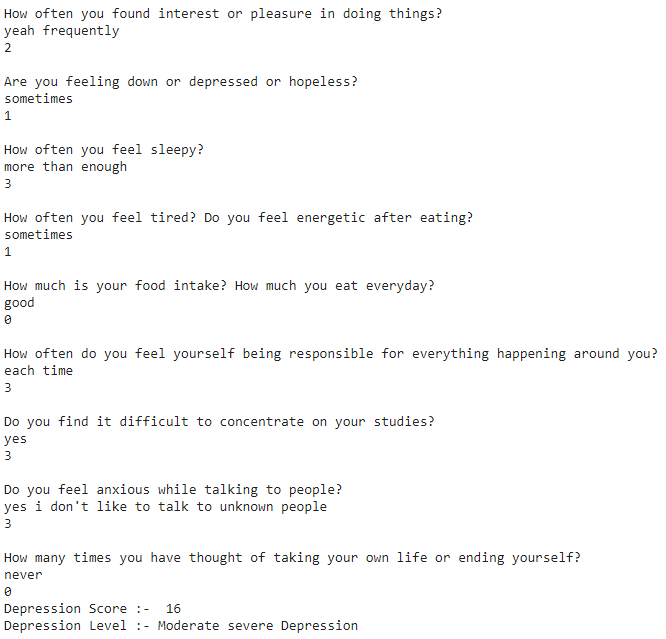 How often you found interest or pleasure in doing things?
yeah frequently
2
Are you feeling down or depressed or hopeless?
sometimes
1
How often you feel sleepy?
more than enough
3
How often you feel tired? Do you feel energetic after eating?
sometimes
1
How much is your food intake? How much you eat everyday?
good
0
How often do you feel yourself being responsible for everything happening around you?
each time
3
Do you find it difficult to concentrate on your studies?
yes
3
Do you feel anxious while talking to people?
yes i don't like to talk to unknown people
3
How many times you have thought of taking your own life or ending yourself?
never
0
Depression Score :-  16
Depression Level :- Moderate severe Depression